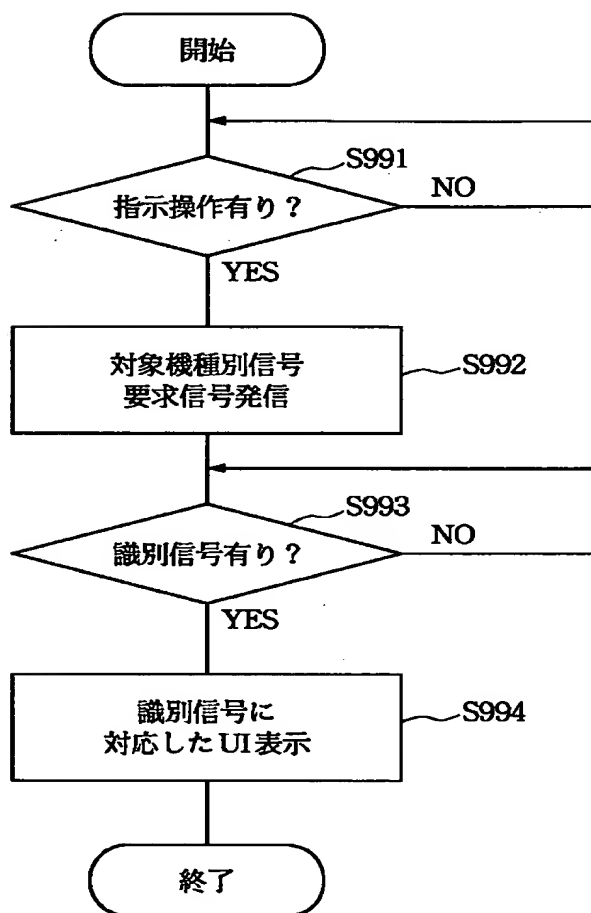 開始
S991
指示操作有り？
NO
YES
対象機種別信号
要求信号発信
S992
S993
識別信号有り？
NO
YES
識別信号に
対応したUI表示
S994
終了